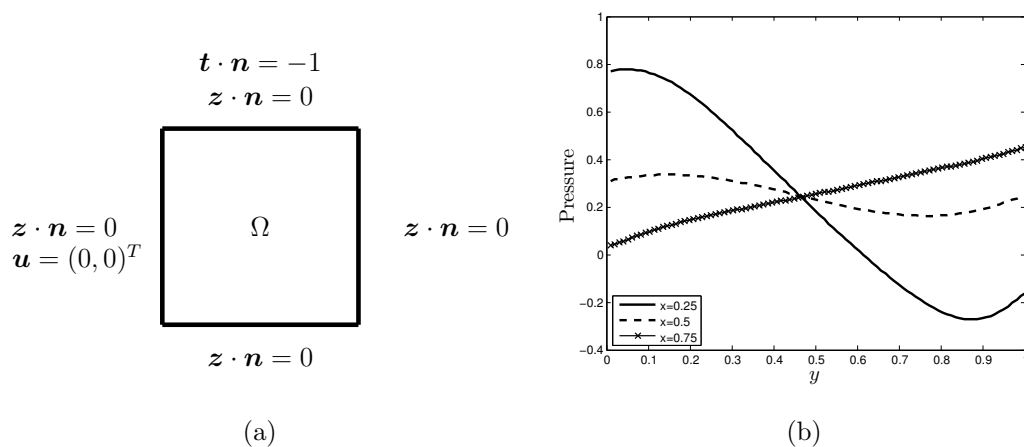 t · n = −1
z · n = 0
z · n = 0
u = (0, 0)^T
Ω
z · n = 0
z · n = 0
(a)
1
0.8
0.6
0.4
0.2
0
−0.2
−0.4
Pressure
x=0.25
x=0.5
x=0.75
0 0.1 0.2 0.3 0.4 0.5 0.6 0.7 0.8 0.9 1
y
(b)